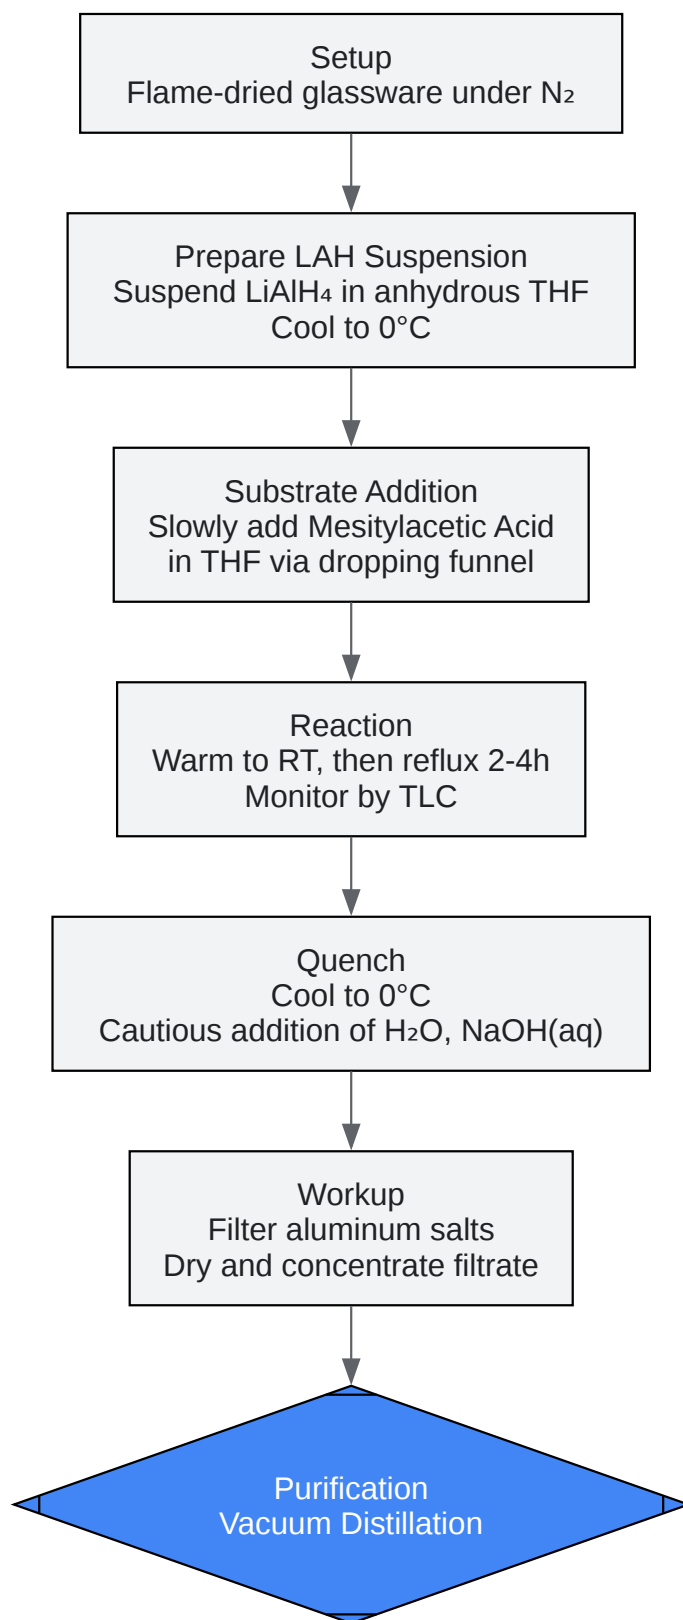 Setup
Flame-dried glassware under N₂
Prepare LAH Suspension
Suspend LiAlH₄ in anhydrous THF
Cool to 0°C
Substrate Addition
Slowly add Mesitylacetic Acid
in THF via dropping funnel
Reaction
Warm to RT, then reflux 2-4h
Monitor by TLC
Quench
Cool to 0°C
Cautious addition of H₂O, NaOH(aq)
Workup
Filter aluminum salts
Dry and concentrate filtrate
Purification
Vacuum Distillation